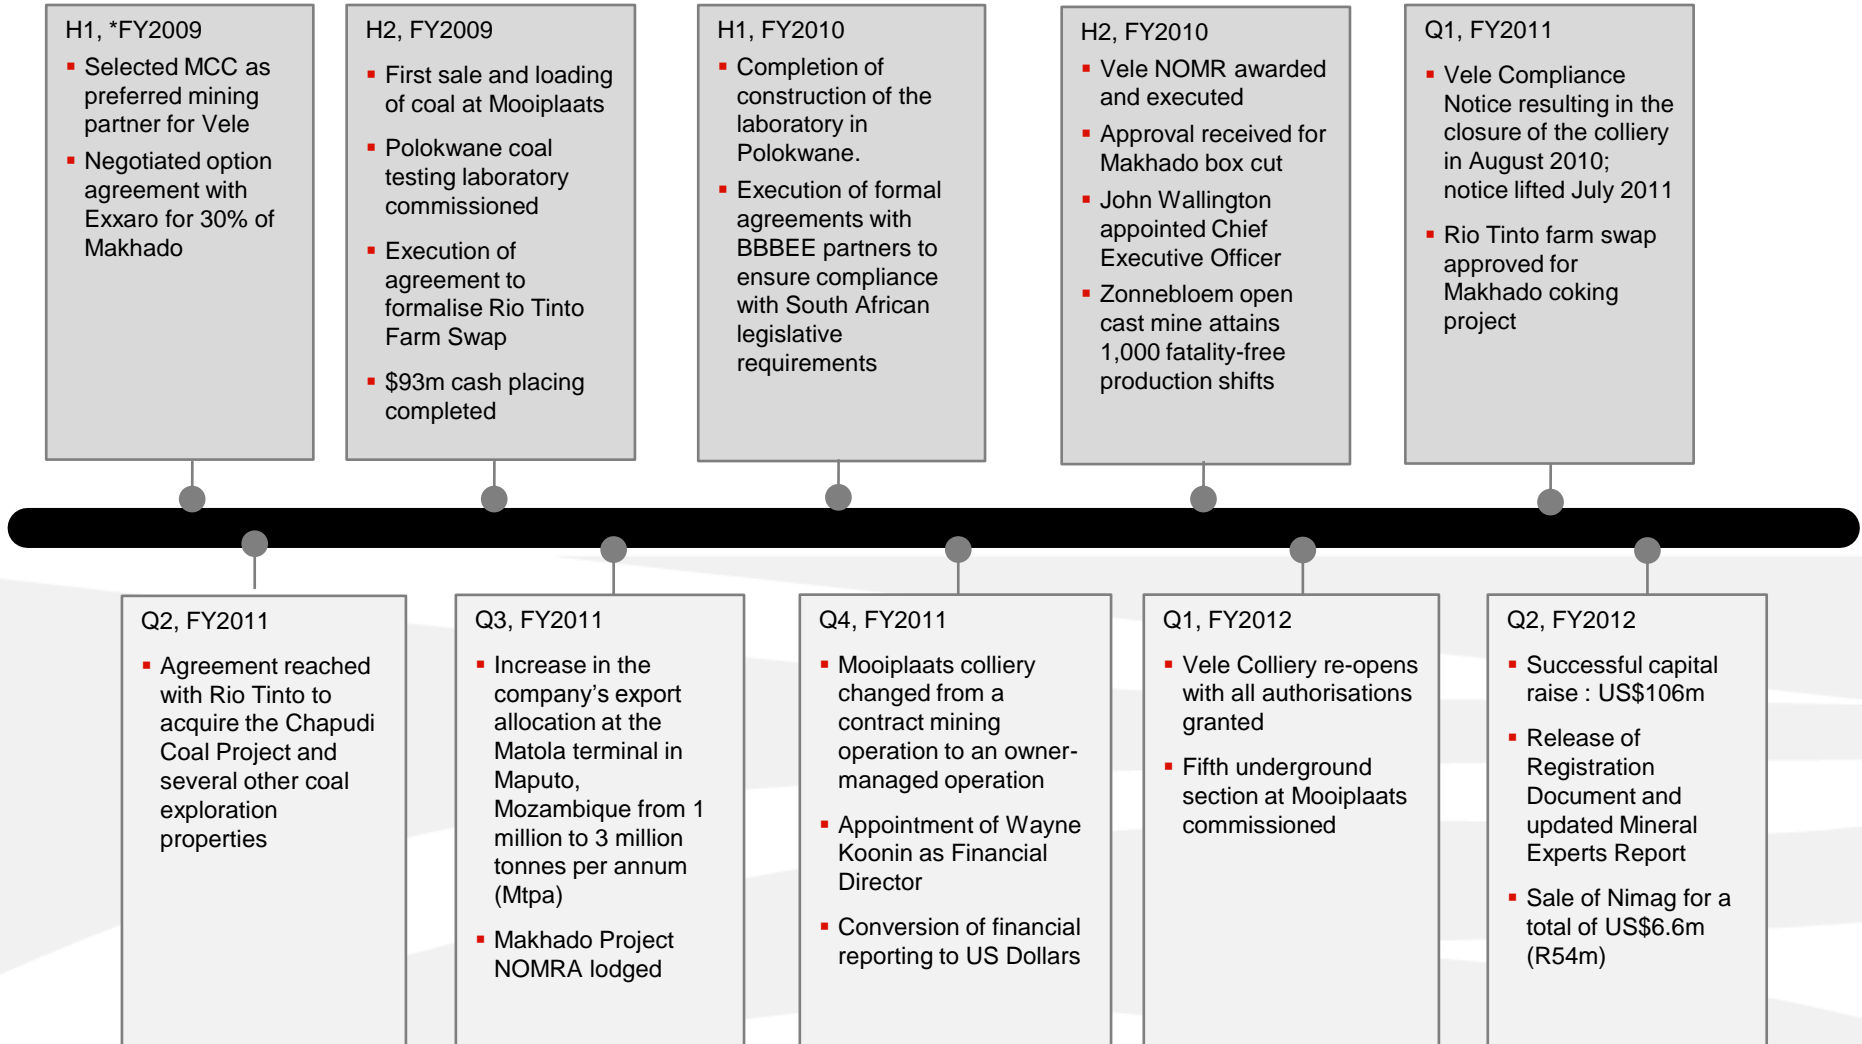 H1, *FY2009
▪ Selected MCC as
preferred mining
partner for Vele
▪ Negotiated option
agreement with
Exxaro for 30% of
Makhado
H2, FY2009
▪ First sale and loading
of coal at Mooiplaats
▪ Polokwane coal
testing laboratory
commissioned
▪ Execution of
agreement to
formalise Rio Tinto
Farm Swap
▪ $93m cash placing
completed
H1, FY2010
▪ Completion of
construction of the
laboratory in
Polokwane.
▪ Execution of formal
agreements with
BBBEE partners to
ensure compliance
with South African
legislative
requirements
H2, FY2010
▪ Vele NOMR awarded
and executed
▪ Approval received for
Makhado box cut
▪ John Wallington
appointed Chief
Executive Officer
▪ Zonnebloem open
cast mine attains
1,000 fatality-free
production shifts
Q1, FY2011
▪ Vele Compliance
Notice resulting in the
closure of the colliery
in August 2010;
notice lifted July 2011
▪ Rio Tinto farm swap
approved for
Makhado coking
project
Q2, FY2011
▪ Agreement reached
with Rio Tinto to
acquire the Chapudi
Coal Project and
several other coal
exploration
properties
Q3, FY2011
▪ Increase in the
company’s export
allocation at the
Matola terminal in
Maputo,
Mozambique from 1
million to 3 million
tonnes per annum
(Mtpa)
▪ Makhado Project
NOMRA lodged
Q4, FY2011
▪ Mooiplaats colliery
changed from a
contract mining
operation to an owner-
managed operation
▪ Appointment of Wayne
Koonin as Financial
Director
▪ Conversion of financial
reporting to US Dollars
Q1, FY2012
▪ Vele Colliery re-opens
with all authorisations
granted
▪ Fifth underground
section at Mooiplaats
commissioned
Q2, FY2012
▪ Successful capital
raise : US$106m
▪ Release of
Registration
Document and
updated Mineral
Experts Report
▪ Sale of Nimag for a
total of US$6.6m
(R54m)